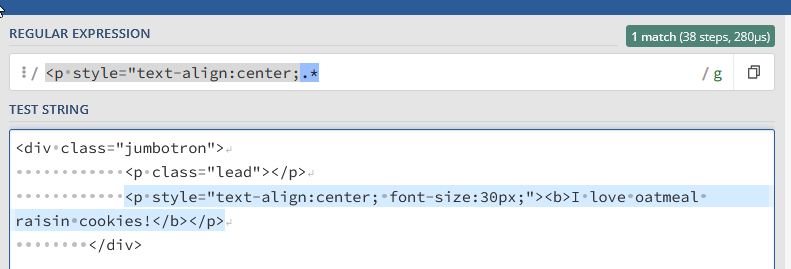 REGULAR EXPRESSION
1 match (38 steps, 280µs)
/ <p style="text-align:center;.* / g
TEST STRING
<div class="jumbotron">
<p class="lead"></p>
<p style="text-align:center; font-size:30px;"><b>I love oatmeal
raisin cookies!</b></p>
</div>